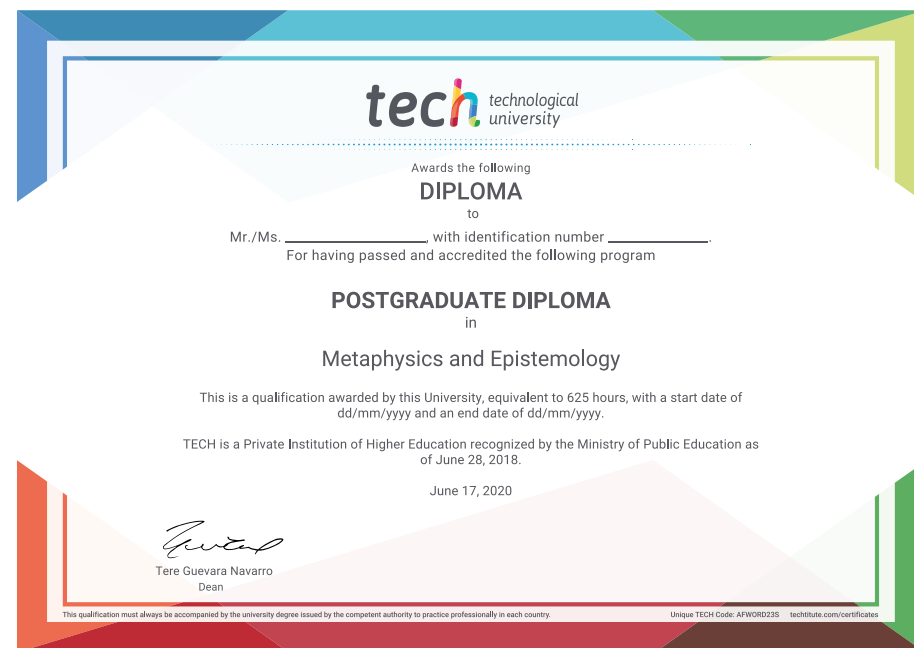 tech technological
university
Awards the following
DIPLOMA
to
Mr./Ms. ____________, with identification number ____________.
For having passed and accredited the following program
POSTGRADUATE DIPLOMA
in
Metaphysics and Epistemology
This is a qualification awarded by this University, equivalent to 625 hours, with a start date of
dd/mm/yyyy and an end date of dd/mm/yyyy.
TECH is a Private Institution of Higher Education recognized by the Ministry of Public Education as
of June 28, 2018.
June 17, 2020
Tere Guevara Navarro
Dean
This qualification must always be accompanied by the university degree issued by the competent authority to practice professionally in each country.
Unique TECH Code: AFWORD23S techtitute.com/certificates